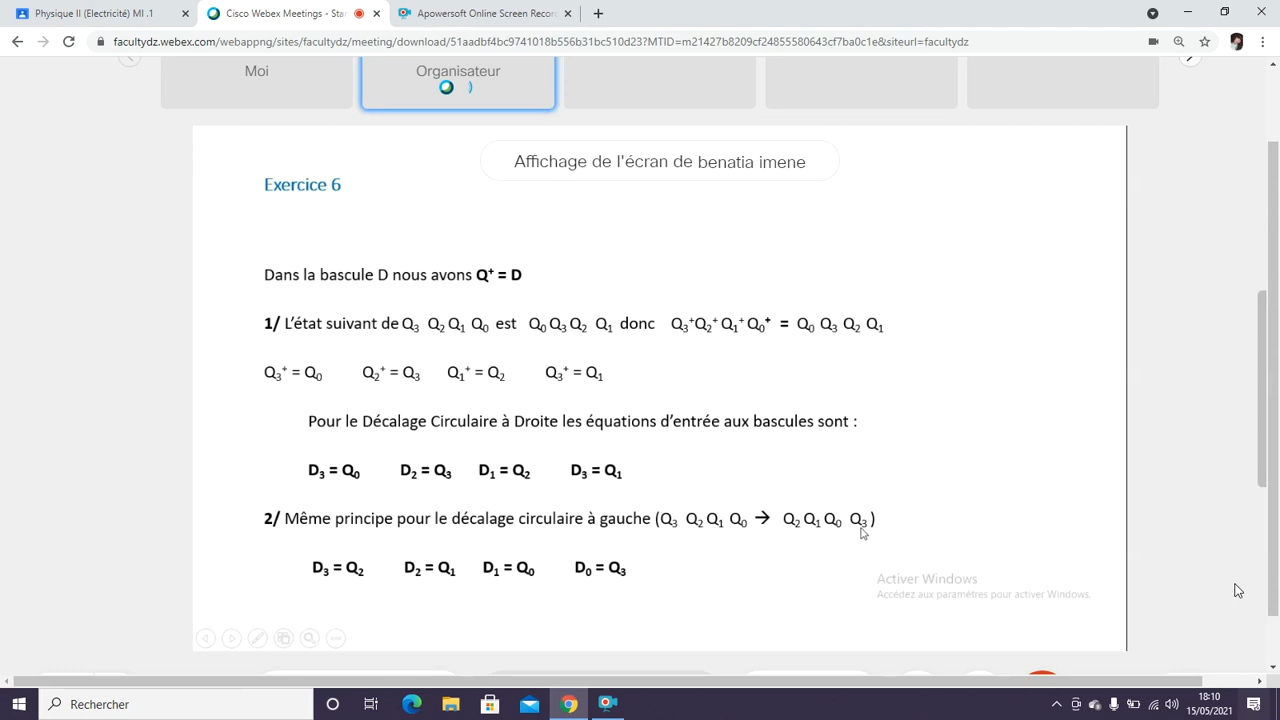 Physique II (Electricité) MI .1
Cisco Webex Meetings - Star
Apowersoft Online Screen Record
facultydz.webex.com/webappng/sites/facultydz/meeting/download/51aadbf4bc9741018b556b31bc510d23?MTID=m21427b8209cf24855580643cf7ba0c1e&siteurl=facultydz
Moi
Organisateur
Affichage de l'écran de benatia imene
Exercice 6
Dans la bascule D nous avons Q⁺ = D
1/ L'état suivant de Q₃ Q₂ Q₁ Q₀ est Q₀ Q₃ Q₂ Q₁ donc Q₃⁺Q₂⁺ Q₁⁺ Q₀⁺ = Q₀ Q₃ Q₂ Q₁
Q₃⁺ = Q₀ Q₂⁺ = Q₃ Q₁⁺ = Q₂ Q₃⁺ = Q₁
Pour le Décalage Circulaire à Droite les équations d'entrée aux bascules sont :
D₃ = Q₀ D₂ = Q₃ D₁ = Q₂ D₃ = Q₁
2/ Même principe pour le décalage circulaire à gauche (Q₃ Q₂ Q₁ Q₀ → Q₂ Q₁ Q₀ Q₃ )
D₃ = Q₂ D₂ = Q₁ D₁ = Q₀ D₀ = Q₃
Activer Windows
Accédez aux paramètres pour activer Windows.
Rechercher
18:10
15/05/2021